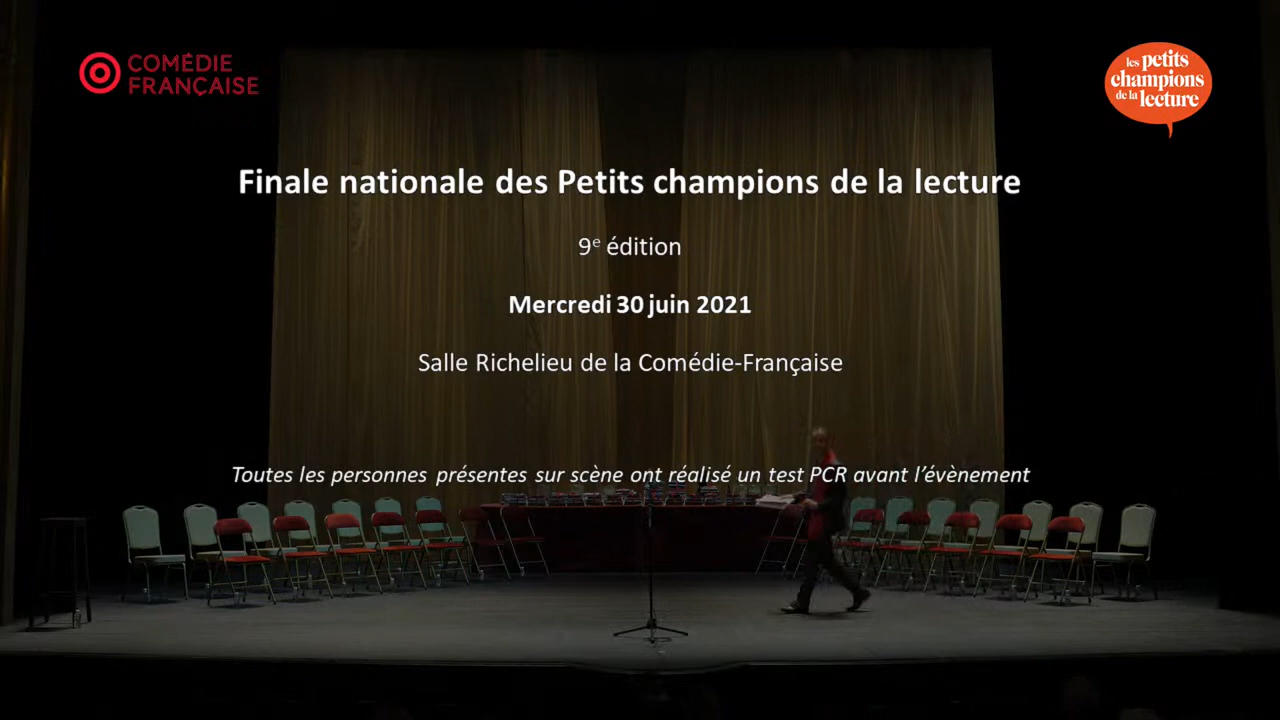 COMÉDIE
FRANÇAISE
les petits
champions
de la lecture
Finale nationale des Petits champions de la lecture
9e édition
Mercredi 30 juin 2021
Salle Richelieu de la Comédie-Française
Toutes les personnes présentes sur scène ont réalisé un test PCR avant l’évènement